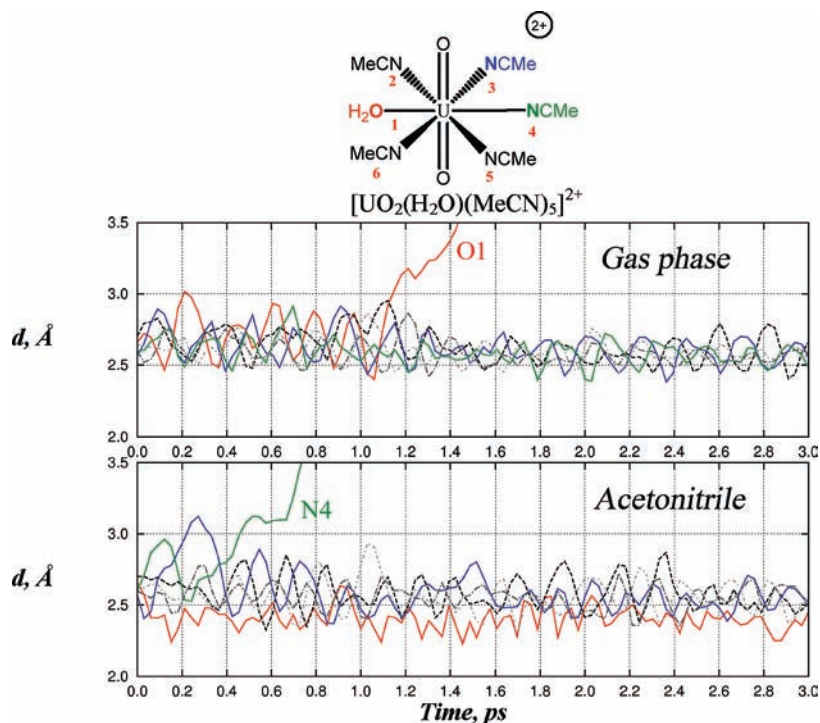 2+
O
MeCN NCMe
2 3
H2O U NCMe
1 4
MeCN NCMe
6 5
O
[UO2(H2O)(MeCN)5]2+
3.5
O1
Gas phase
3.0
d, Å
2.5
2.0
0.0 0.2 0.4 0.6 0.8 1.0 1.2 1.4 1.6 1.8 2.0 2.2 2.4 2.6 2.8 3.0
3.5
N4
Acetonitrile
3.0
d, Å
2.5
2.0
0.0 0.2 0.4 0.6 0.8 1.0 1.2 1.4 1.6 1.8 2.0 2.2 2.4 2.6 2.8 3.0
Time, ps